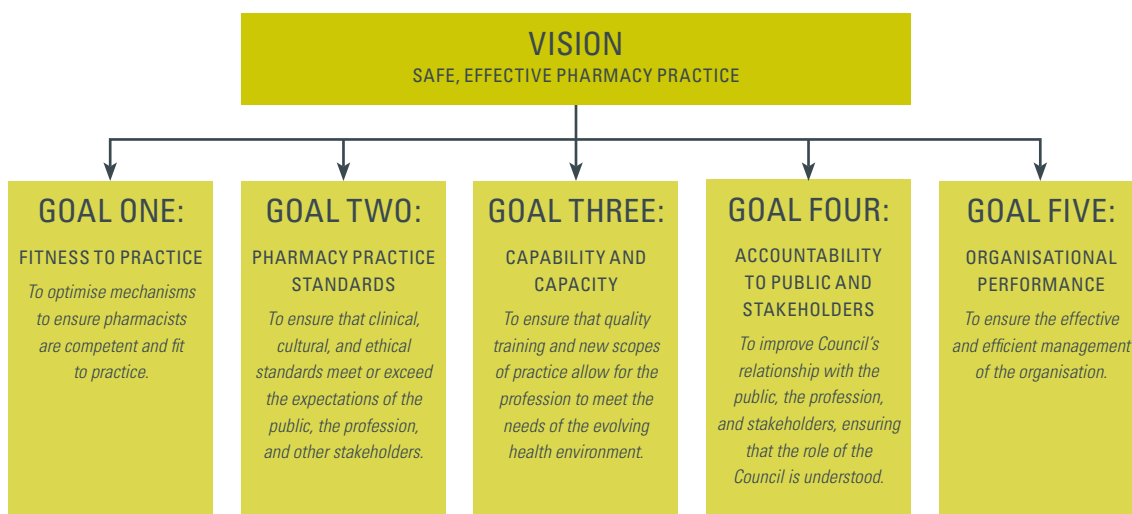 VISION
SAFE, EFFECTIVE PHARMACY PRACTICE
GOAL ONE:
FITNESS TO PRACTICE
To optimise mechanisms
to ensure pharmacists
are competent and fit
to practice.
GOAL TWO:
PHARMACY PRACTICE
STANDARDS
To ensure that clinical,
cultural, and ethical
standards meet or exceed
the expectations of the
public, the profession,
and other stakeholders.
GOAL THREE:
CAPABILITY AND
CAPACITY
To ensure that quality
training and new scopes
of practice allow for the
profession to meet the
needs of the evolving
health environment.
GOAL FOUR:
ACCOUNTABILITY
TO PUBLIC AND
STAKEHOLDERS
To improve Council's
relationship with the
public, the profession,
and stakeholders, ensuring
that the role of the
Council is understood.
GOAL FIVE:
ORGANISATIONAL
PERFORMANCE
To ensure the effective
and efficient management
of the organisation.